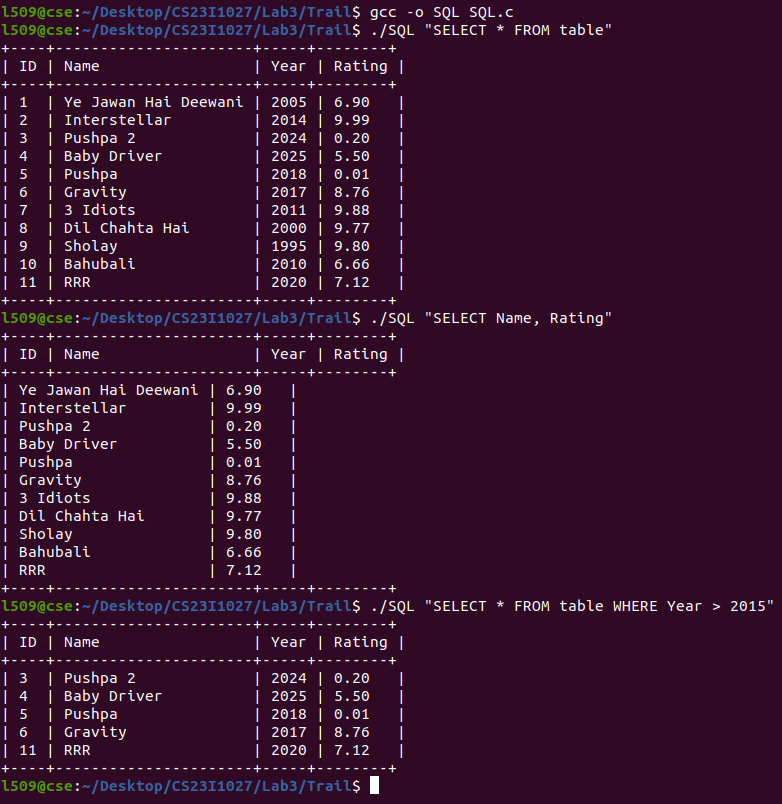 l509@cse:~/Desktop/CS23I1027/Lab3/Trail$ gcc -o SQL SQL.c
l509@cse:~/Desktop/CS23I1027/Lab3/Trail$ ./SQL "SELECT * FROM table"
+----+----------------------+-----+--------+
| ID | Name                 | Year | Rating |
+----+----------------------+-----+--------+
| 1  | Ye Jawan Hai Deewani | 2005 | 6.90   |
| 2  | Interstellar         | 2014 | 9.99   |
| 3  | Pushpa 2             | 2024 | 0.20   |
| 4  | Baby Driver          | 2025 | 5.50   |
| 5  | Pushpa               | 2018 | 0.01   |
| 6  | Gravity              | 2017 | 8.76   |
| 7  | 3 Idiots             | 2011 | 9.88   |
| 8  | Dil Chahta Hai       | 2000 | 9.77   |
| 9  | Sholay               | 1995 | 9.80   |
| 10 | Bahubali             | 2010 | 6.66   |
| 11 | RRR                  | 2020 | 7.12   |
+----+----------------------+-----+--------+
l509@cse:~/Desktop/CS23I1027/Lab3/Trail$ ./SQL "SELECT Name, Rating"
+----+----------------------+-----+--------+
| ID | Name                 | Year | Rating |
+----+----------------------+-----+--------+
| Ye Jawan Hai Deewani | 6.90   |
| Interstellar         | 9.99   |
| Pushpa 2             | 0.20   |
| Baby Driver          | 5.50   |
| Pushpa               | 0.01   |
| Gravity              | 8.76   |
| 3 Idiots             | 9.88   |
| Dil Chahta Hai       | 9.77   |
| Sholay               | 9.80   |
| Bahubali             | 6.66   |
| RRR                  | 7.12   |
+----+----------------------+-----+--------+
l509@cse:~/Desktop/CS23I1027/Lab3/Trail$ ./SQL "SELECT * FROM table WHERE Year > 2015"
+----+----------------------+-----+--------+
| ID | Name                 | Year | Rating |
+----+----------------------+-----+--------+
| 3  | Pushpa 2             | 2024 | 0.20   |
| 4  | Baby Driver          | 2025 | 5.50   |
| 5  | Pushpa               | 2018 | 0.01   |
| 6  | Gravity              | 2017 | 8.76   |
| 11 | RRR                  | 2020 | 7.12   |
+----+----------------------+-----+--------+
l509@cse:~/Desktop/CS23I1027/Lab3/Trail$